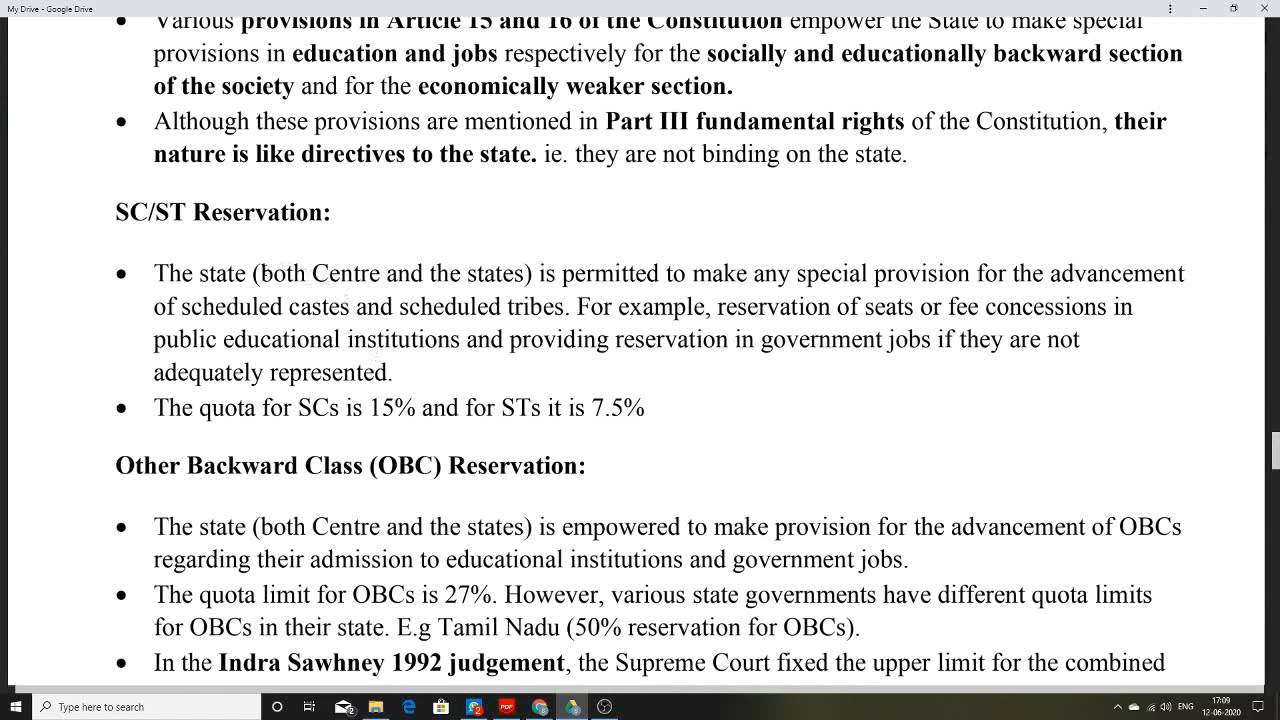 My Drive - Google Drive
Various provisions in Article 15 and 16 of the Constitution empower the State to make special
provisions in education and jobs respectively for the socially and educationally backward section
of the society and for the economically weaker section.
Although these provisions are mentioned in Part III fundamental rights of the Constitution, their
nature is like directives to the state. ie. they are not binding on the state.
SC/ST Reservation:
The state (both Centre and the states) is permitted to make any special provision for the advancement
of scheduled castes and scheduled tribes. For example, reservation of seats or fee concessions in
public educational institutions and providing reservation in government jobs if they are not
adequately represented.
The quota for SCs is 15% and for STs it is 7.5%
Other Backward Class (OBC) Reservation:
The state (both Centre and the states) is empowered to make provision for the advancement of OBCs
regarding their admission to educational institutions and government jobs.
The quota limit for OBCs is 27%. However, various state governments have different quota limits
for OBCs in their state. E.g Tamil Nadu (50% reservation for OBCs).
In the Indra Sawhney 1992 judgement, the Supreme Court fixed the upper limit for the combined
Type here to search
PDF
ENG
17:09
12-06-2020